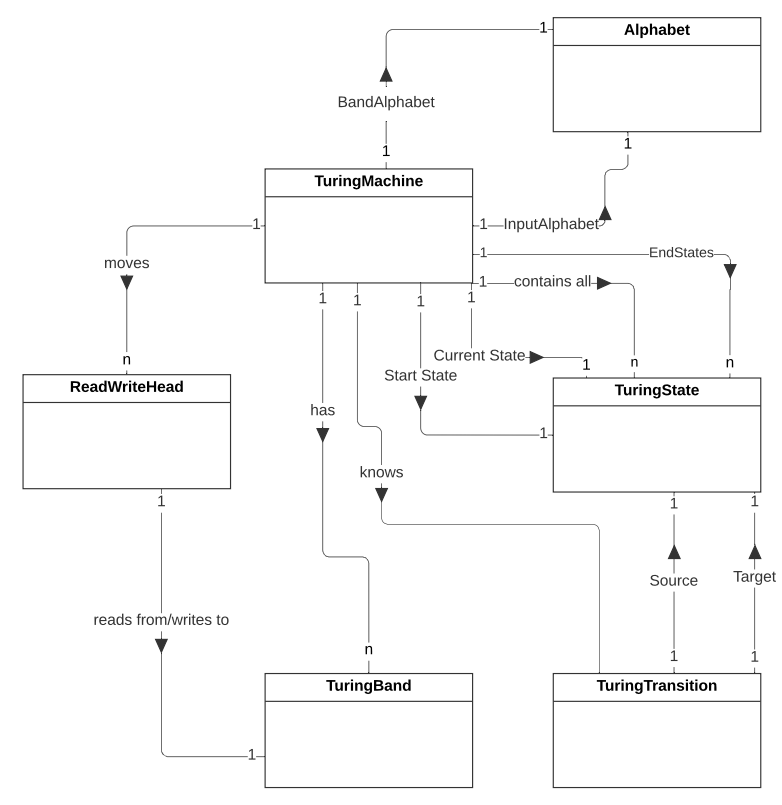 1
Alphabet
BandAlphabet
1
1
TuringMachine
1
1
InputAlphabet
1
EndStates
moves
1
contains all
1
1
1
1
n
Current State
1
n
n
Start State
ReadWriteHead
TuringState
has
1
knows
1
1
1
Source
Target
reads from/writes to
n
1
1
TuringBand
TuringTransition
1